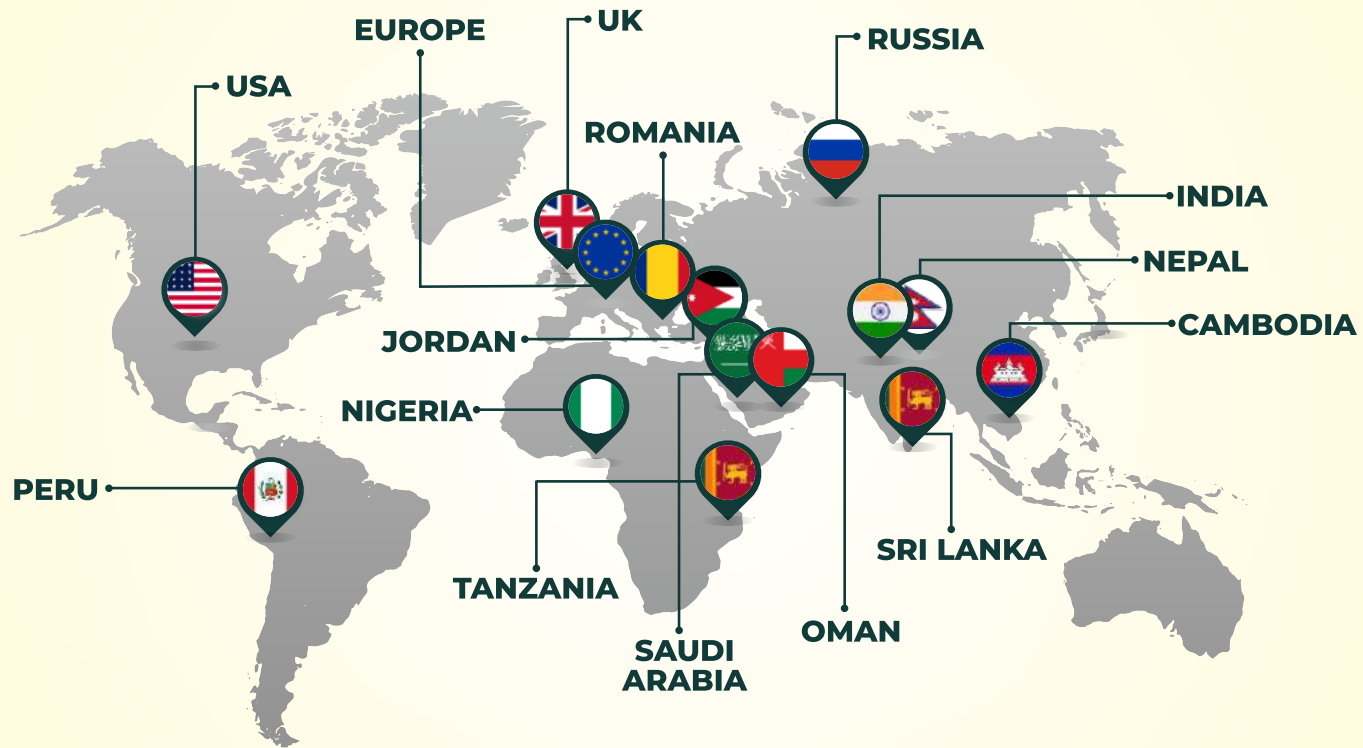 UK
EUROPE
RUSSIA
USA
ROMANIA
INDIA
NEPAL
CAMBODIA
JORDAN
NIGERIA
PERU
SRI LANKA
TANZANIA
OMAN
SAUDI
ARABIA